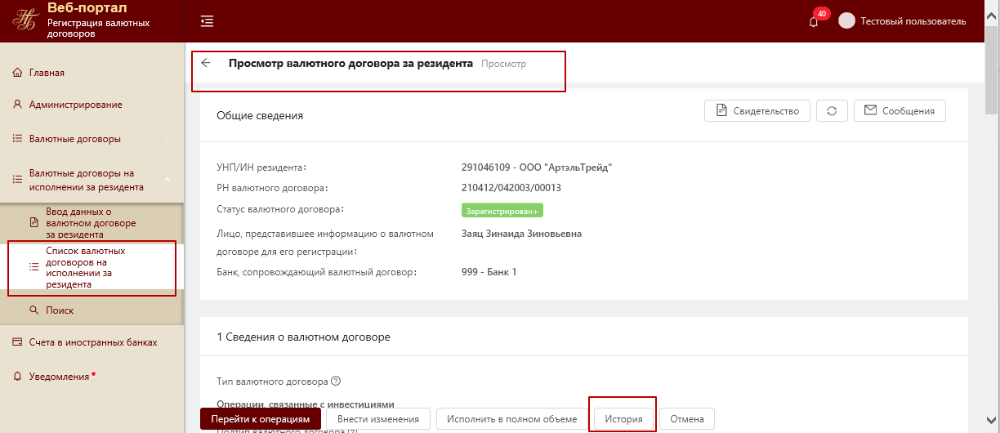 Веб-портал
Регистрация валютных
договоров
40
Тестовый пользователь
Главная
Администрирование
Валютные договоры
Валютные договоры на
исполнении за резидента
Ввод данных о
валютном договоре
за резидента
Список валютных
договоров на
исполнении за
резидента
Поиск
Счета в иностранных банках
Уведомления
Просмотр валютного договора за резидента Просмотр
Общие сведения
Свидетельство
Сообщения
УНП/ИН резидента: 291046109 - ООО "АртэльТрейд"
РН валютного договора: 210412/042003/00013
Статус валютного договора: Зарегистрирован+
Лицо, представившее информацию о валютном Заяц Зинаида Зиновьевна
договоре для его регистрации:
Банк, сопровождающий валютный договор: 999 - Банк 1
1 Сведения о валютном договоре
Тип валютного договора
Операции, связанные с инвестициями
Перейти к операциям Внести изменения Исполнить в полном объеме История Отмена
Подтип валютного договора